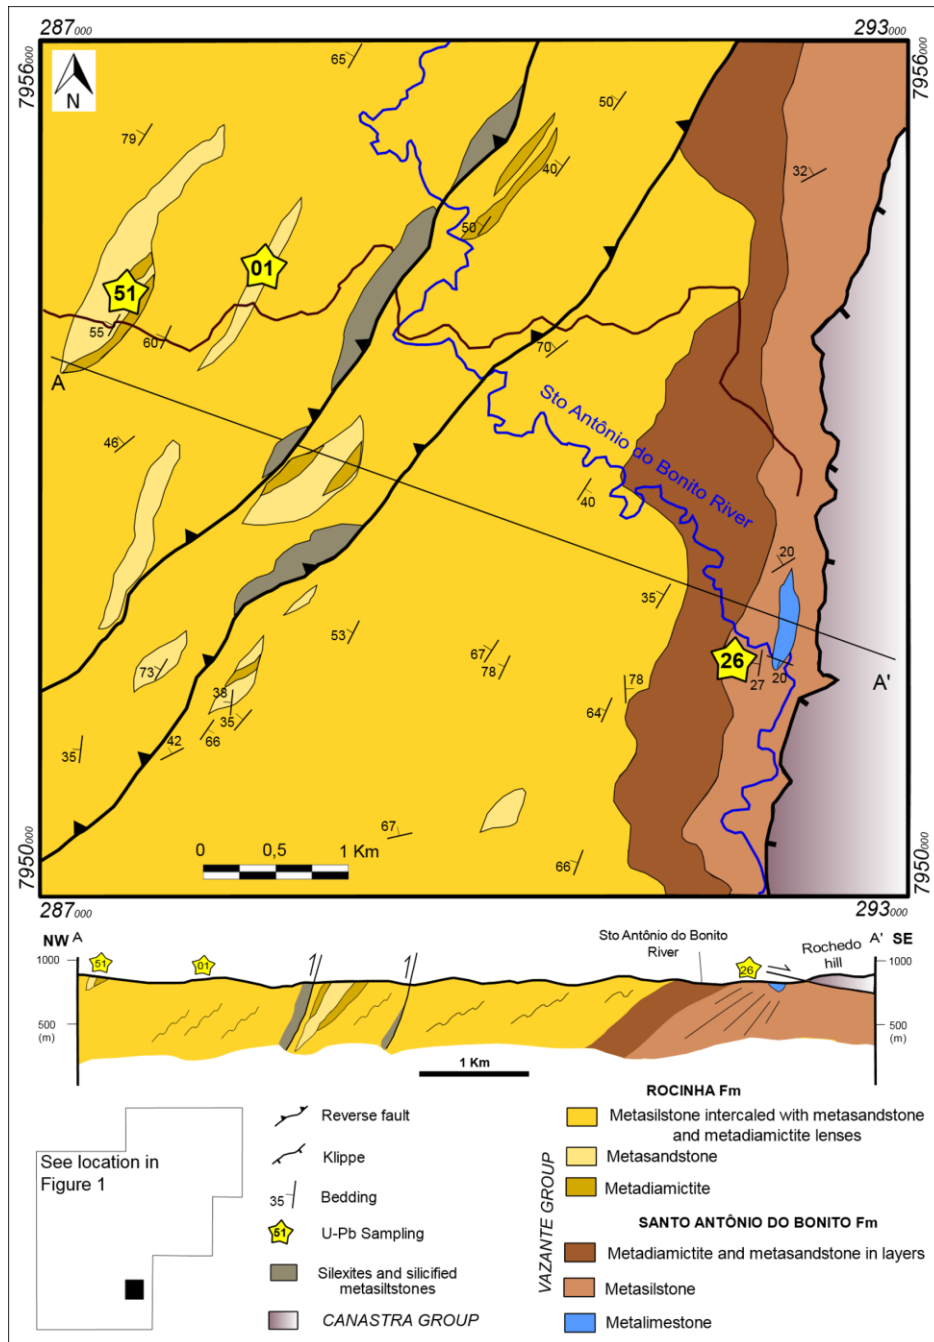 287000
293000
7956000
7956000
N
65
50
79
40
32
50
01
51
55
60
70
A
Sto Antônio do Bonito River
46
40
20
35
53
67
78
73
26
27
20
A'
78
38
64
35
66
42
35
67
66
0 0,5 1 Km
7950000
7950000
287000
293000
NW A
A' SE
Sto Antônio do Bonito
River
Rochedo
hill
1000
1000
51
01
26
500
(m)
500
(m)
1 Km
See location in
Figure 1
Reverse fault
Klippe
35 Bedding
51 U-Pb Sampling
Silexites and silicified
metasiltstones
CANASTRA GROUP
VAZANTE GROUP
ROCINHA Fm
Metasilstone intercaled with metasandstone
and metadiamictite lenses
Metasandstone
Metadiamictite
SANTO ANTÔNIO DO BONITO Fm
Metadiamictite and metasandstone in layers
Metasilstone
Metalimestone